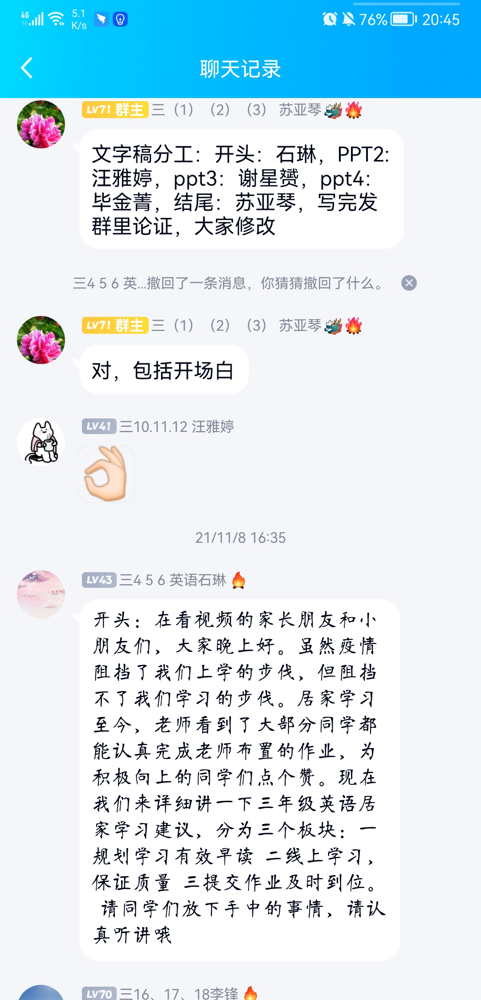 4G 5.1 K/s 76% 20:45
聊天记录
LV71 群主 三（1）（2）（3） 苏亚琴
文字稿分工：开头：石琳，PPT2:
汪雅婷，ppt3：谢星赟，ppt4：
毕金菁，结尾：苏亚琴，写完发
群里论证，大家修改
三4 5 6 英...撤回了一条消息，你猜猜撤回了什么。
LV71 群主 三（1）（2）（3） 苏亚琴
对，包括开场白
LV41 三10.11.12 汪雅婷
21/11/8 16:35
LV43 三4 5 6 英语石琳
开头：在看视频的家长朋友和小
朋友们，大家晚上好。虽然疫情
阻挡了我们上学的步伐，但阻挡
不了我们学习的步伐。居家学习
至今，老师看到了大部分同学都
能认真完成老师布置的作业，为
积极向上的同学们点个赞。现在
我们来详细讲一下三年级英语居
家学习建议，分为三个板块：一
规划学习有效早读 二线上学习，
保证质量 三提交作业及时到位。
请同学们放下手中的事情，请认
真听讲哦
LV70 三16、17、18李锋